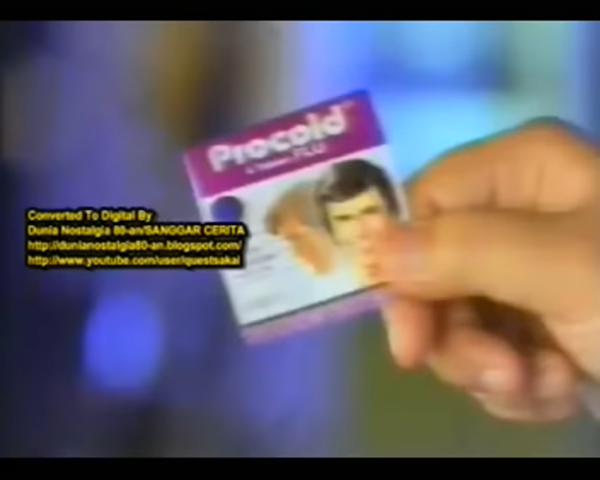 Procold
FLU
Converted To Digital By
Dunia Nostalgia 80-an/SANGGAR CERITA
http://dunianostalgia80-an.blogspot.com/
http://www.youtube.com/user/questsakai